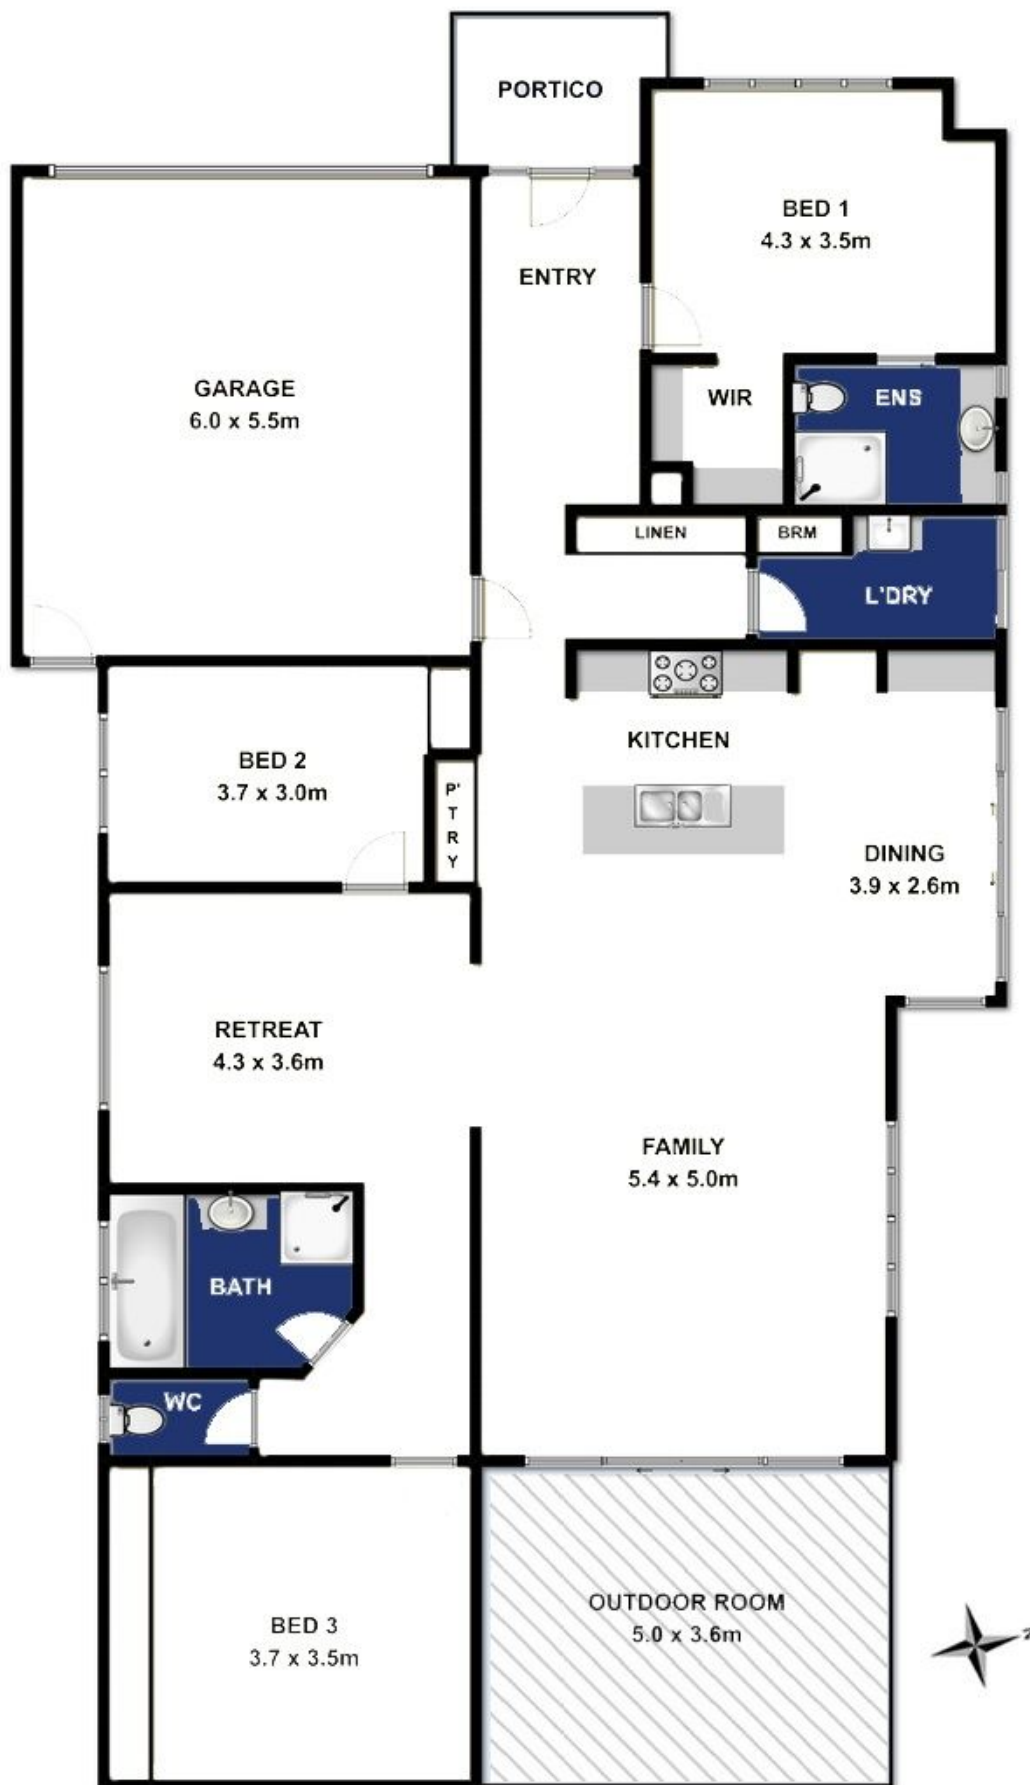 PORTICO
BED 1
4.3 x 3.5m
ENTRY
GARAGE
6.0 x 5.5m
WIR
ENS
LINEN
BRM
L'DRY
KITCHEN
BED 2
3.7 x 3.0m
P'
T
R
Y
DINING
3.9 x 2.6m
RETREAT
4.3 x 3.6m
FAMILY
5.4 x 5.0m
BATH
WC
BED 3
3.7 x 3.5m
OUTDOOR ROOM
5.0 x 3.6m